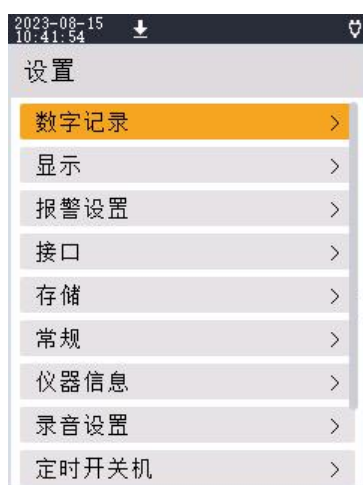 2023-08-15
10:41:54
设置
数字记录
显示
报警设置
接口
存储
常规
仪器信息
录音设置
定时开关机